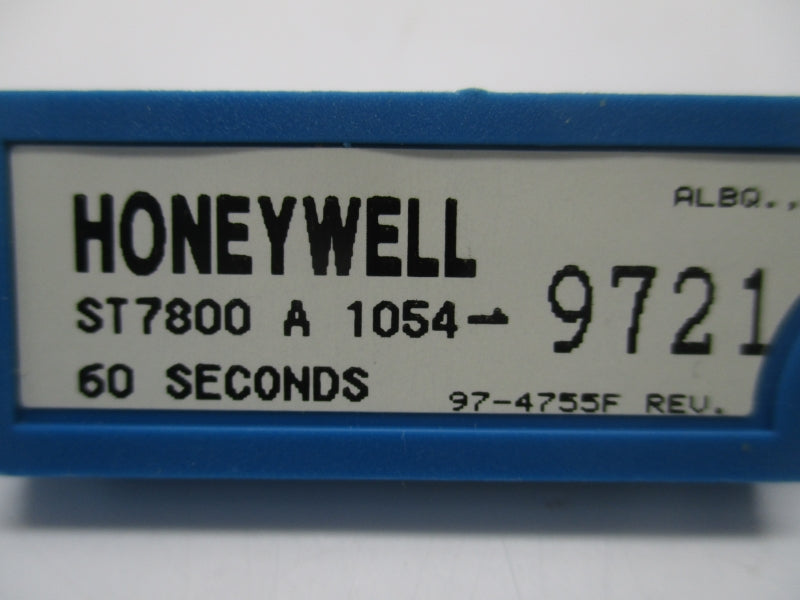 HONEYWELL
ALBQ.,
ST7800 A 1054-
9721
60 SECONDS
97-4755F REV.